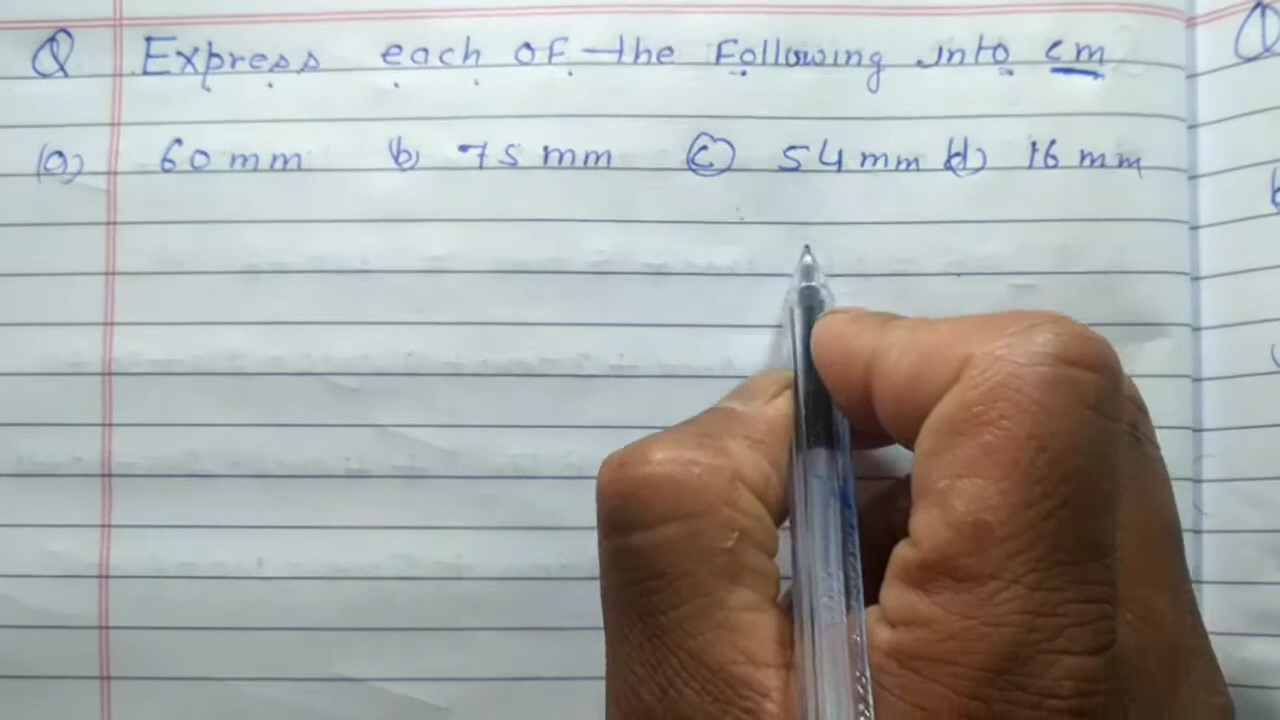 Q Express each of the Following into cm
(a) 60 mm b) 75 mm (c) 54 mm d) 16 mm